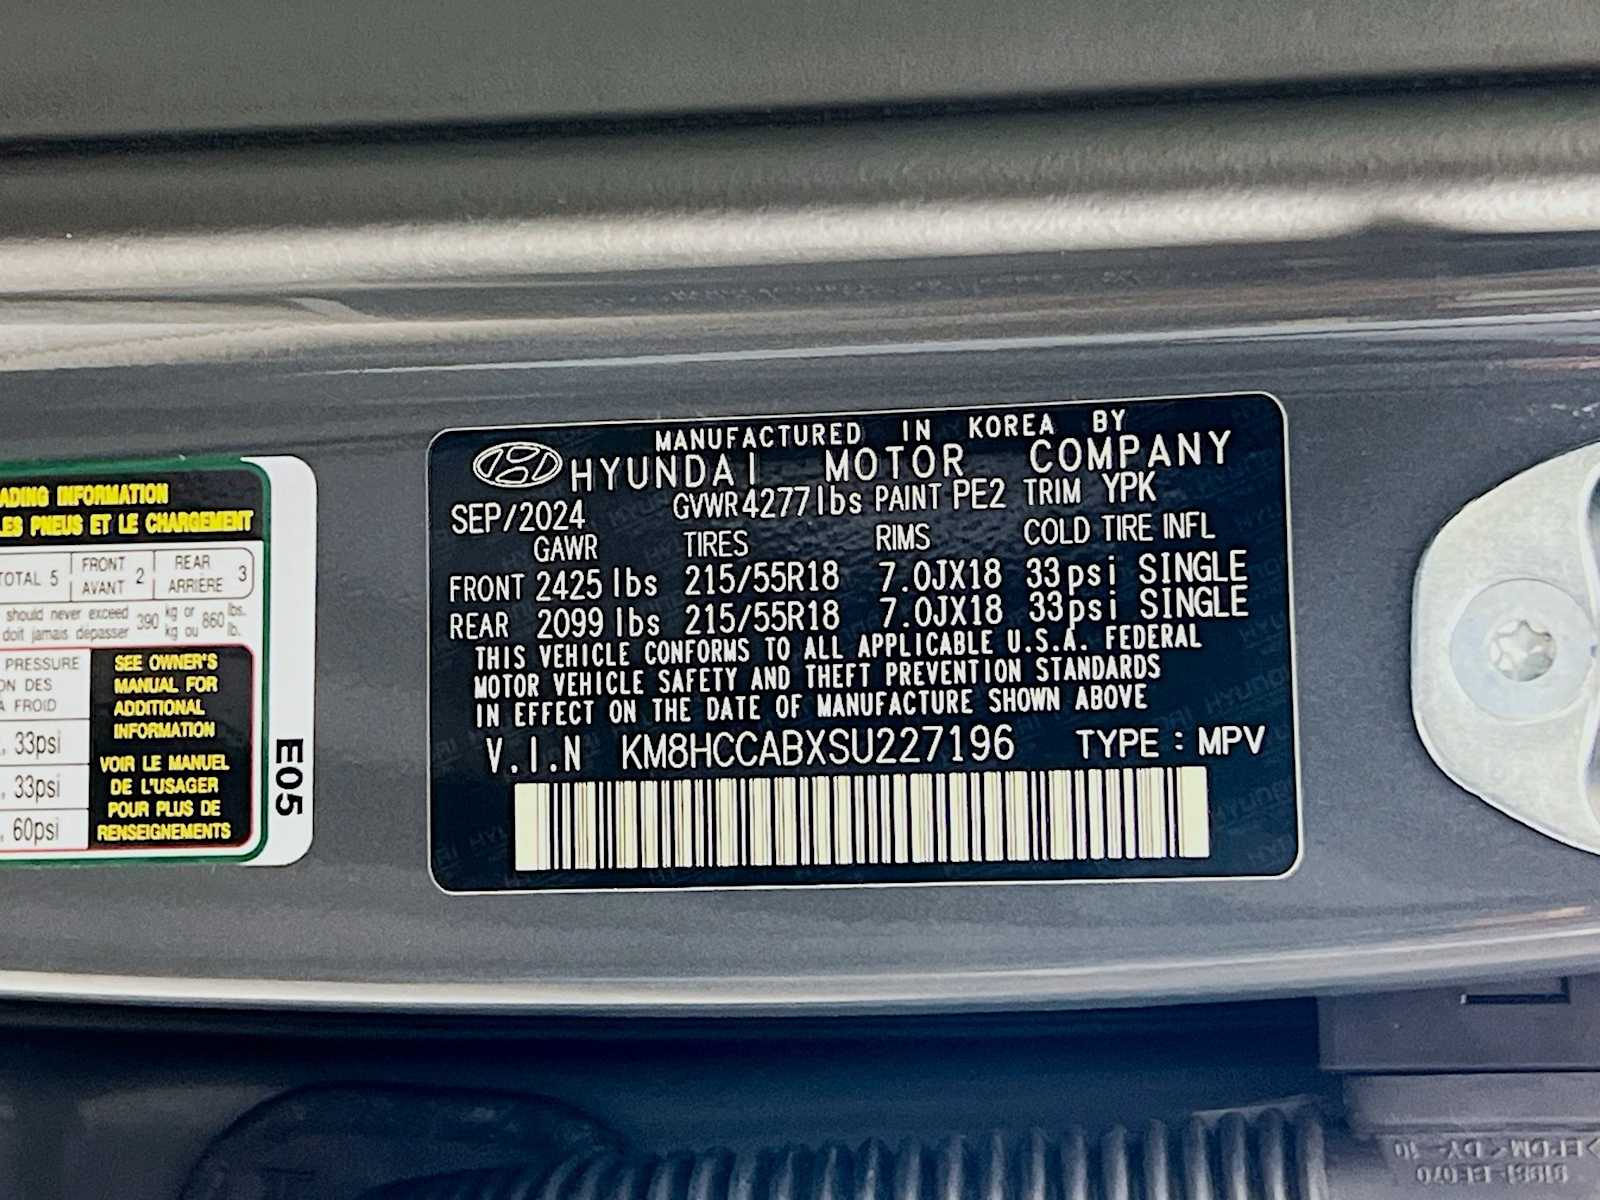 MANUFACTURED IN KOREA BY
HYUNDAI MOTOR COMPANY
SEP/2024 GVWR 4277lbs PAINT PE2 TRIM YPK
GAWR TIRES RIMS COLD TIRE INFL
FRONT 2425 lbs 215/55R18 7.0JX18 33psi SINGLE
REAR 2099 lbs 215/55R18 7.0JX18 33psi SINGLE
THIS VEHICLE CONFORMS TO ALL APPLICABLE U.S.A. FEDERAL
MOTOR VEHICLE SAFETY AND THEFT PREVENTION STANDARDS
IN EFFECT ON THE DATE OF MANUFACTURE SHOWN ABOVE
V.I.N KM8HCCABXSU227196 TYPE : MPV
ADING INFORMATION
LES PNEUS ET LE CHARGEMENT
TOTAL 5 FRONT AVANT 2 REAR ARRIÈRE 3
should never exceed 390 kg or 860 lbs.
doit jamais dépasser kg ou lb.
PRESSURE
ON DES
À FROID
33psi
33psi
60psi
SEE OWNER'S
MANUAL FOR
ADDITIONAL
INFORMATION
VOIR LE MANUEL
DE L'USAGER
POUR PLUS DE
RENSEIGNEMENTS
E05
EPDM<DY-10